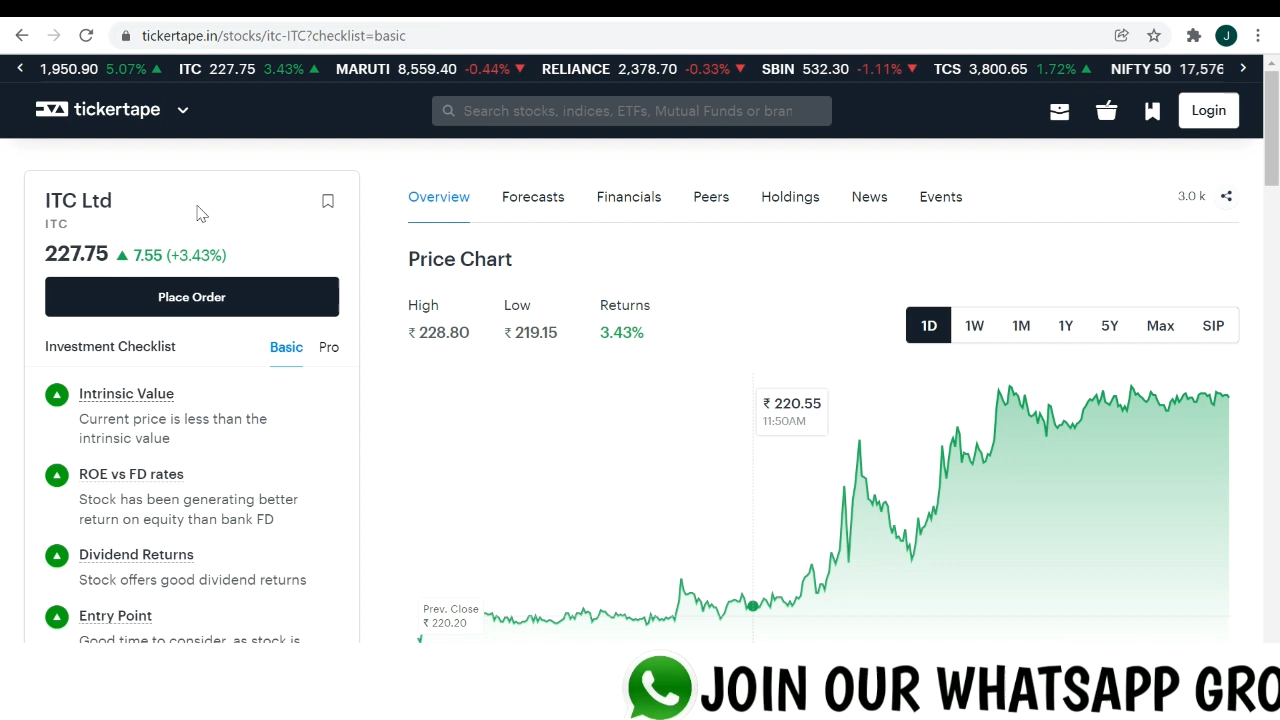 tickertape.in/stocks/itc-ITC?checklist=basic
J
1,950.90 5.07% ITC 227.75 3.43% MARUTI 8,559.40 -0.44% RELIANCE 2,378.70 -0.33% SBIN 532.30 -1.11% TCS 3,800.65 1.72% NIFTY 50 17,576
tickertape
Search stocks, indices, ETFs, Mutual Funds or bran
Login
ITC Ltd
ITC
227.75 7.55 (+3.43%)
Place Order
Investment Checklist Basic Pro
Intrinsic Value
Current price is less than the
intrinsic value
ROE vs FD rates
Stock has been generating better
return on equity than bank FD
Dividend Returns
Stock offers good dividend returns
Entry Point
Good time to consider, as stock is
Overview Forecasts Financials Peers Holdings News Events 3.0 k
Price Chart
High Low Returns
₹ 228.80 ₹ 219.15 3.43%
1D 1W 1M 1Y 5Y Max SIP
₹ 220.55
11:50AM
Prev. Close
₹ 220.20
JOIN OUR WHATSAPP GRO